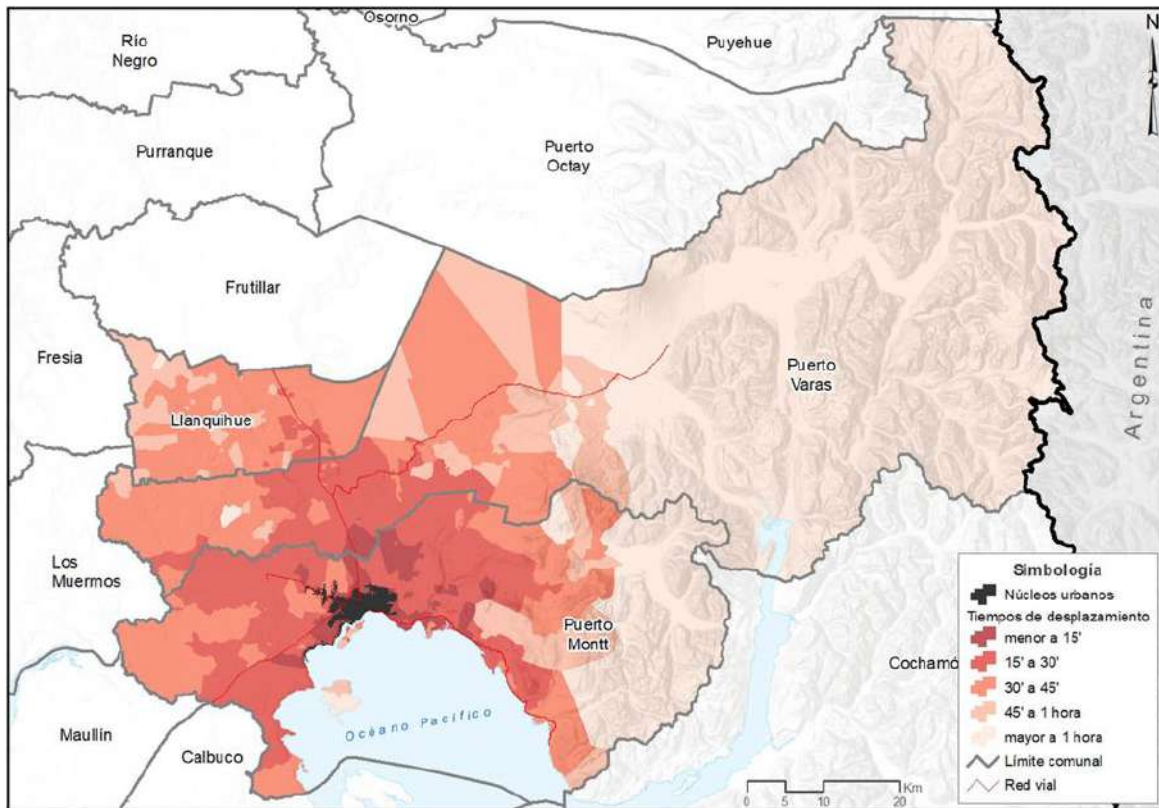 Osorno
Río
Negro
Puyehue
N
Purranque
Puerto
Octay
Frutillar
Fresia
Llanquihue
Puerto
Varas
Argentina
Los
Muermos
Puerto
Montt
Cochamó
Océano Pacífico
Maullín
Calbuco
Simbología
Núcleos urbanos
Tiempos de desplazamiento
menor a 15'
15' a 30'
30' a 45'
45' a 1 hora
mayor a 1 hora
Límite comunal
Red vial
Km
0 5 10 20